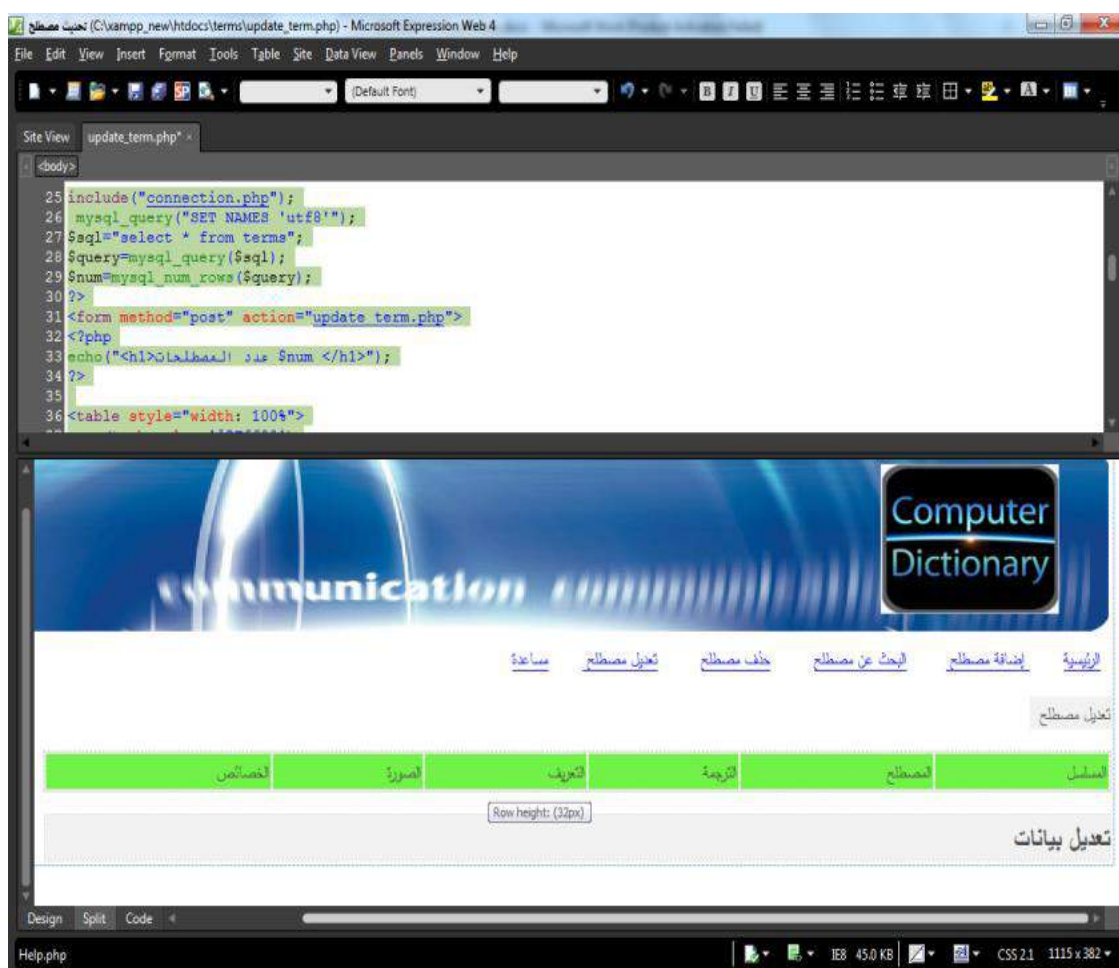 تحديث مصطلح (C:\xampp_new\htdocs\terms\update_term.php) - Microsoft Expression Web 4
File Edit View Insert Format Tools Table Site Data View Panels Window Help
(Default Font)
Site View update_term.php*
<body>
25 include("connection.php");
26 mysql_query("SET NAMES 'utf8'");
27 $sql="select * from terms";
28 $query=mysql_query($sql);
29 $num=mysql_num_rows($query);
30 ?>
31 <form method="post" action="update_term.php">
32 <?php
33 echo("<h1>عدد المصطلحات $num </h1>");
34 ?>
35
36 <table style="width: 100%">
Computer
Dictionary
communication
الرئيسية إضافة مصطلح البحث عن مصطلح حذف مصطلح تعديل مصطلح مساعدة
تعديل مصطلح
المسلسل المصطلح الترجمة التعريف الصورة الخصائص
Row height: (32px)
تعديل بيانات
Design Split Code
Help.php IE8 45.0 KB CSS 2.1 1115 x 382